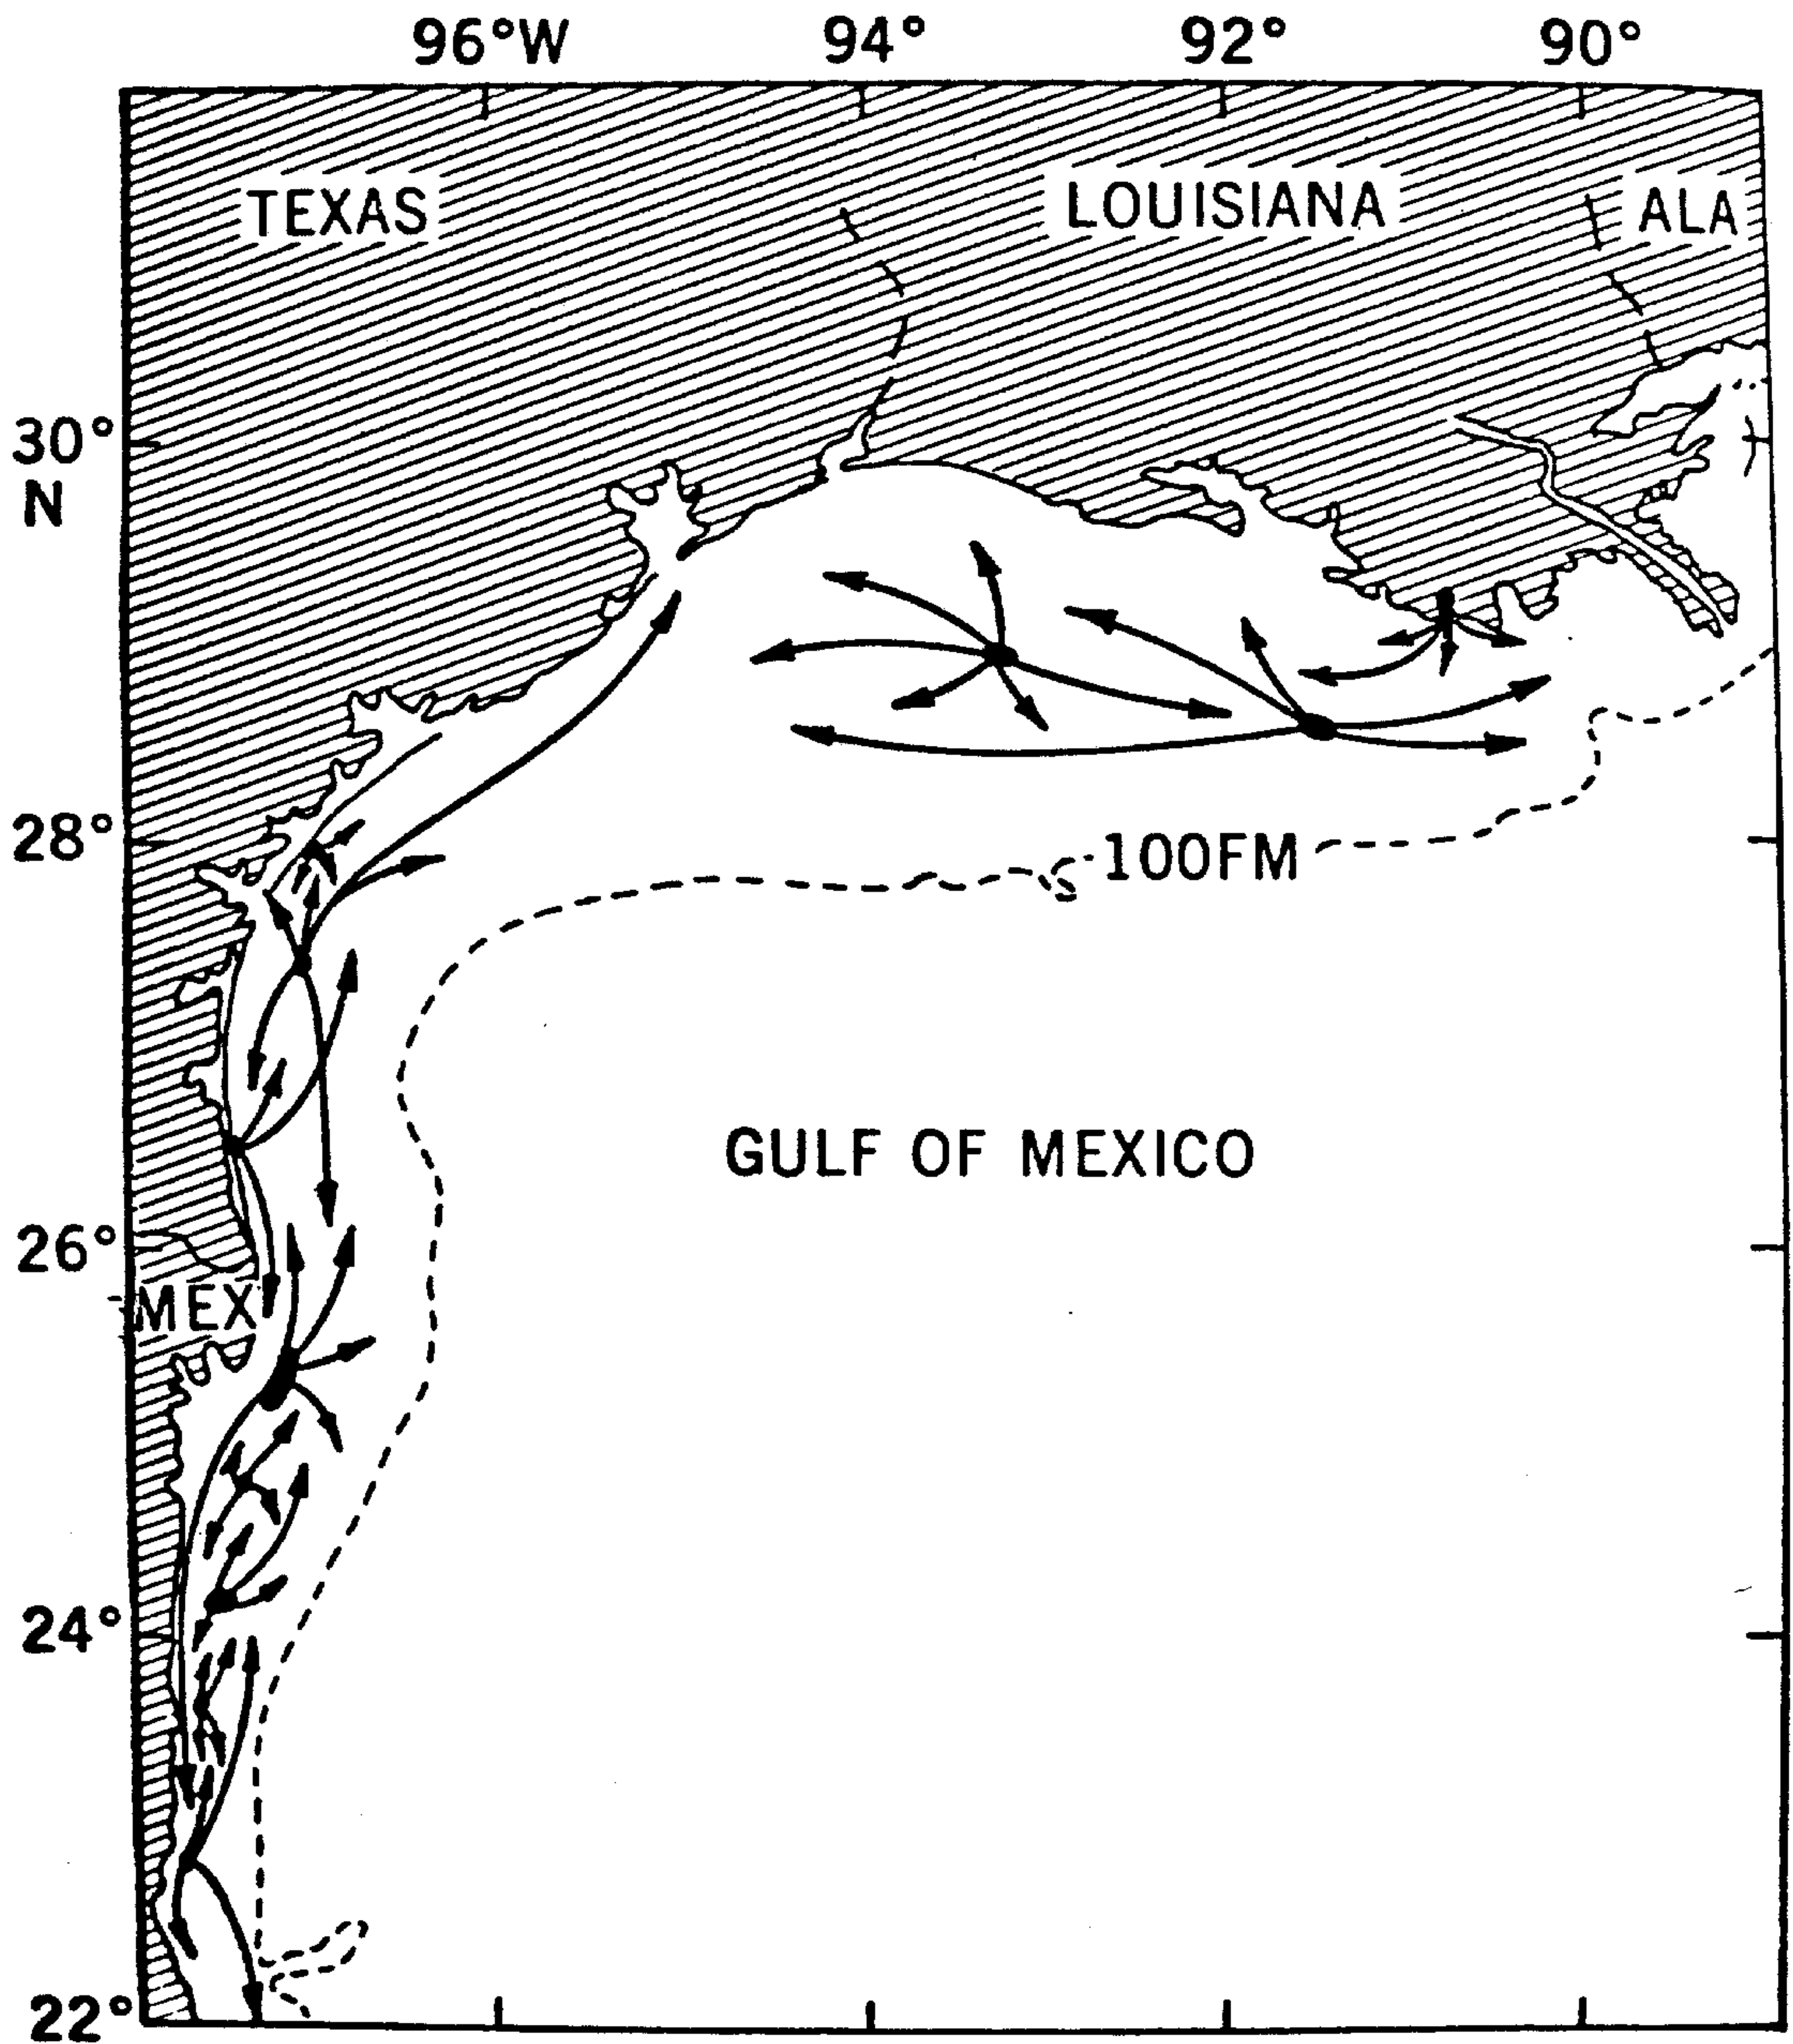 96°W 94° 92° 90°
TEXAS LOUISIANA ALA
30°
N
28°
100FM
GULF OF MEXICO
26°
MEX
24°
22°